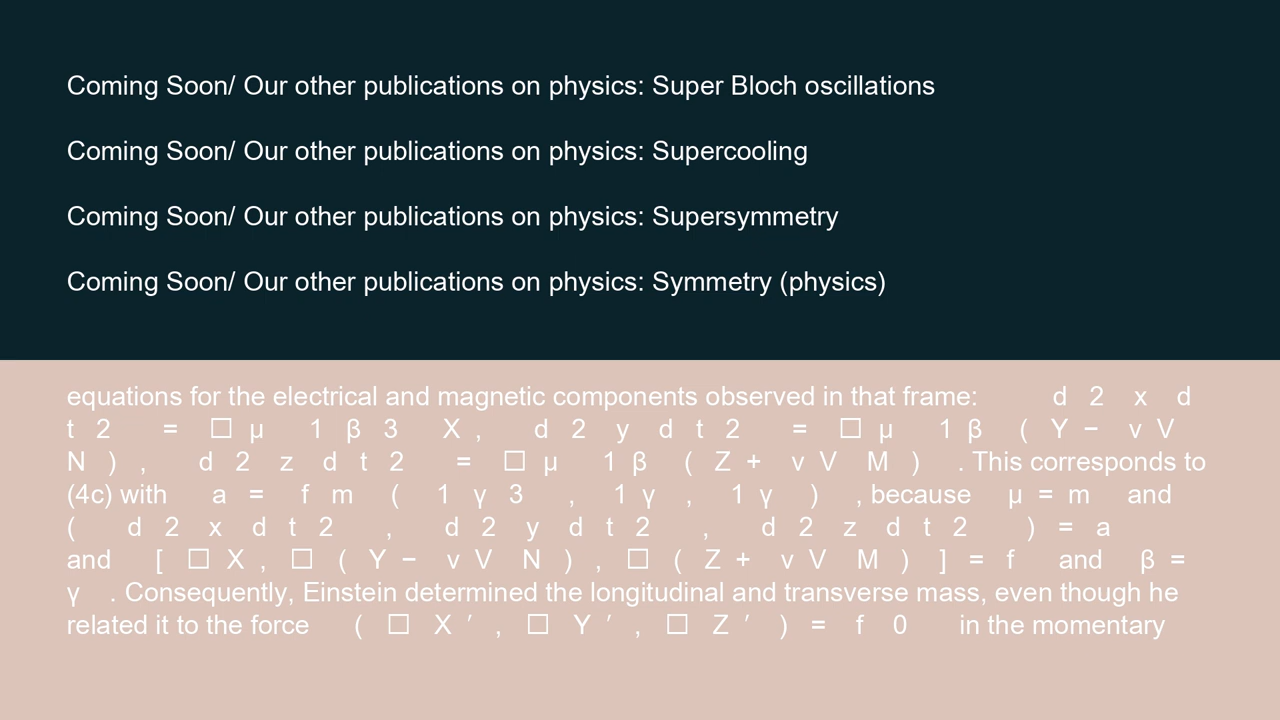 Coming Soon/ Our other publications on physics: Super Bloch oscillations
Coming Soon/ Our other publications on physics: Supercooling
Coming Soon/ Our other publications on physics: Supersymmetry
Coming Soon/ Our other publications on physics: Symmetry (physics)
equations for the electrical and magnetic components observed in that frame: d 2 x d
t 2 = □ μ 1 β 3 X , d 2 y d t 2 = □ μ 1 β ( Y − v V
N ) , d 2 z d t 2 = □ μ 1 β ( Z + v V M ) . This corresponds to
(4c) with a = f m ( 1 γ 3 , 1 γ , 1 γ ) , because μ = m and
( d 2 x d t 2 , d 2 y d t 2 , d 2 z d t 2 ) = a
and [ □ X , □ ( Y − v V N ) , □ ( Z + v V M ) ] = f and β =
γ . Consequently, Einstein determined the longitudinal and transverse mass, even though he
related it to the force ( □ X ′ , □ Y ′ , □ Z ′ ) = f 0 in the momentary